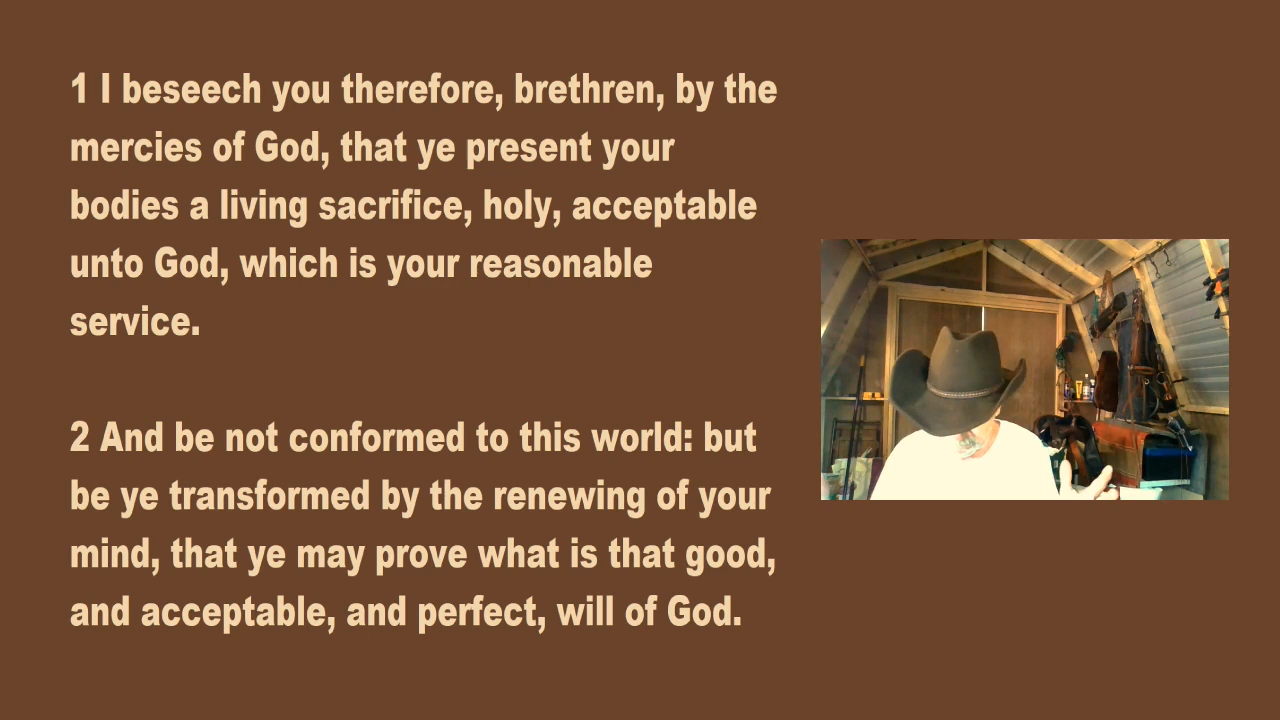 1 I beseech you therefore, brethren, by the
mercies of God, that ye present your
bodies a living sacrifice, holy, acceptable
unto God, which is your reasonable
service.
2 And be not conformed to this world: but
be ye transformed by the renewing of your
mind, that ye may prove what is that good,
and acceptable, and perfect, will of God.